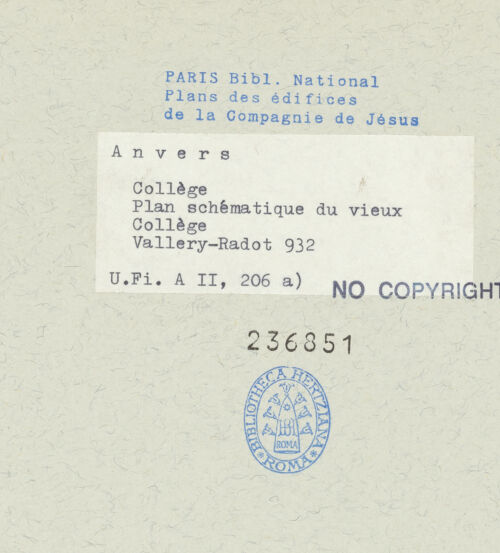 PARIS Bibl. National
Plans des édifices
de la Compagnie de Jésus
A n v e r s
Collège
Plan schématique du vieux
Collège
Vallery-Radot 932
U.Fi. A II, 206 a)
NO COPYRIGHT
236851
BIBLIOTHECA HERTZIANA
ROMA
* ROMA *